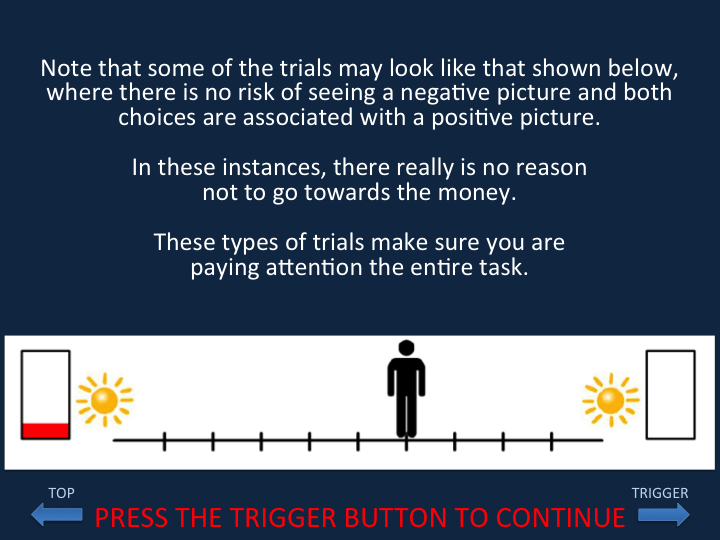 Note that some of the trials may look like that shown below,
where there is no risk of seeing a negative picture and both
choices are associated with a positive picture.
In these instances, there really is no reason
not to go towards the money.
These types of trials make sure you are
paying attention the entire task.
TOP
TRIGGER
PRESS THE TRIGGER BUTTON TO CONTINUE